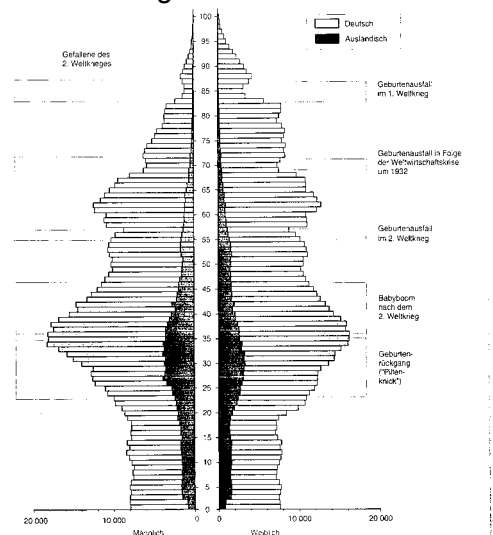 100
95
90
85
80
75
70
65
60
55
50
45
40
35
30
25
20
15
10
5
0
Deutsch
Ausländisch
Gefallene des
2. Weltkrieges
Geburtenausfall
im 1. Weltkrieg
Geburtenausfall in Folge
der Weltwirtschaftskrise
um 1932
Geburtenausfall
im 2. Weltkrieg
Babyboom
nach dem
2. Weltkrieg
Geburten-
rückgang
("Pillen-
knick")
20 000 10 000 0 0 10 000 20 000
Männlich Weiblich